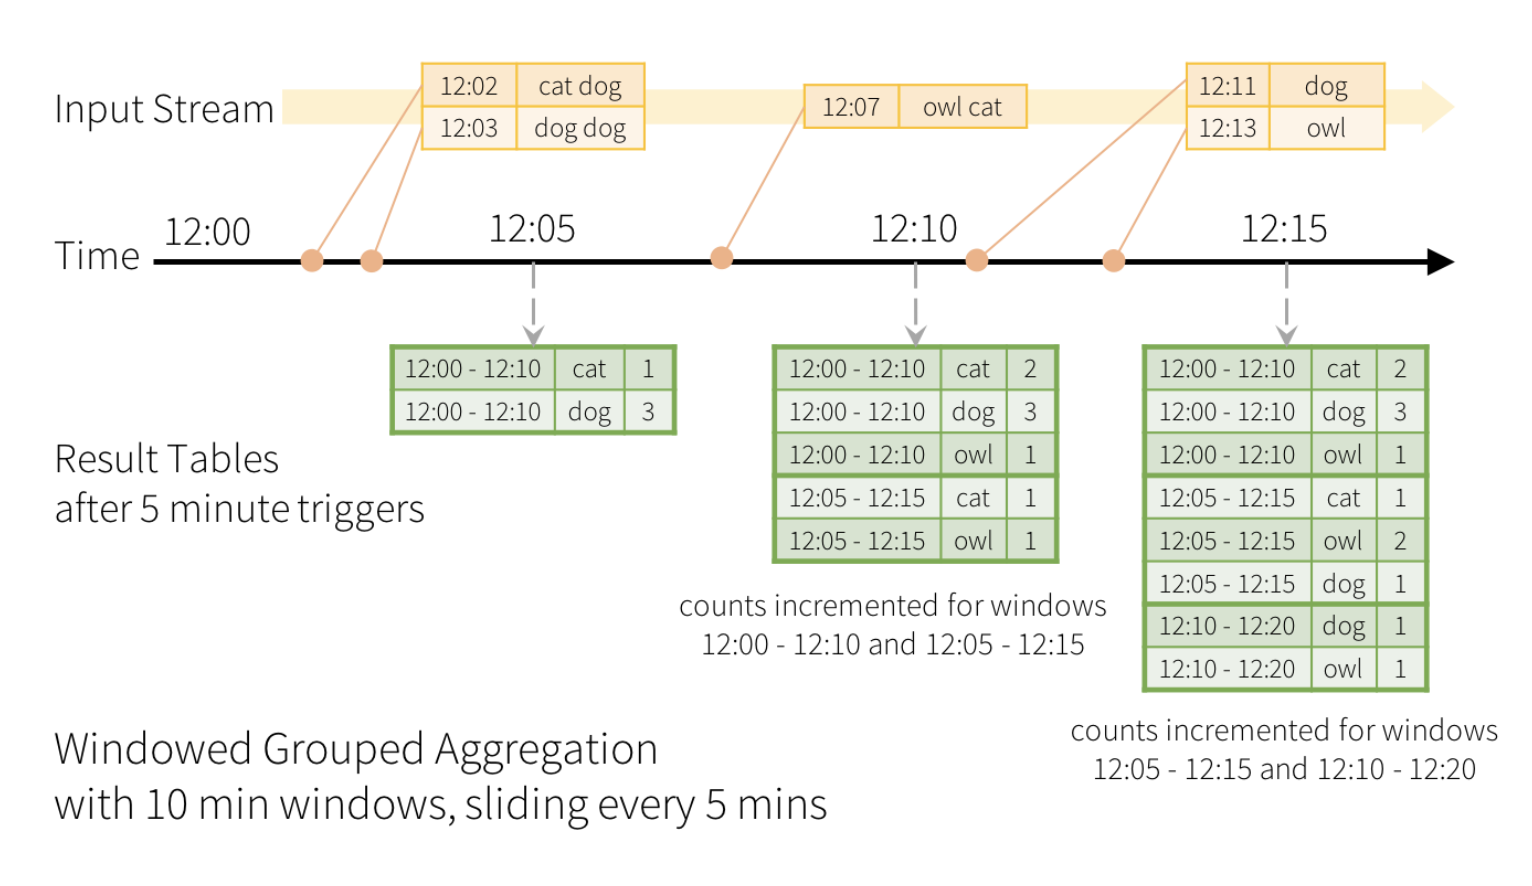 Input Stream
12:02 cat dog
12:03 dog dog
12:07 owl cat
12:11 dog
12:13 owl
Time
12:00
12:05
12:10
12:15
Result Tables
after 5 minute triggers
12:00 - 12:10 cat 1
12:00 - 12:10 dog 3
12:00 - 12:10 cat 2
12:00 - 12:10 dog 3
12:00 - 12:10 owl 1
12:05 - 12:15 cat 1
12:05 - 12:15 owl 1
counts incremented for windows
12:00 - 12:10 and 12:05 - 12:15
12:00 - 12:10 cat 2
12:00 - 12:10 dog 3
12:00 - 12:10 owl 1
12:05 - 12:15 cat 1
12:05 - 12:15 owl 2
12:05 - 12:15 dog 1
12:10 - 12:20 dog 1
12:10 - 12:20 owl 1
counts incremented for windows
12:05 - 12:15 and 12:10 - 12:20
Windowed Grouped Aggregation
with 10 min windows, sliding every 5 mins